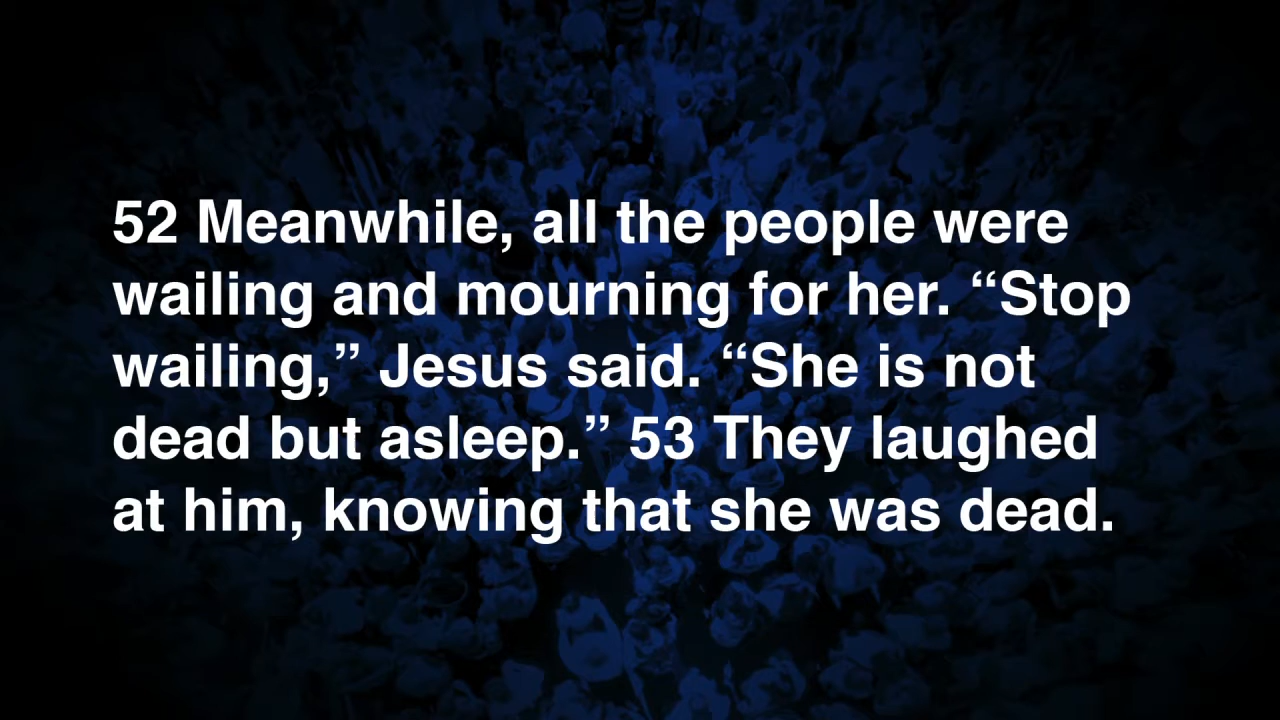 52 Meanwhile, all the people were
wailing and mourning for her. “Stop
wailing,” Jesus said. “She is not
dead but asleep.” 53 They laughed
at him, knowing that she was dead.